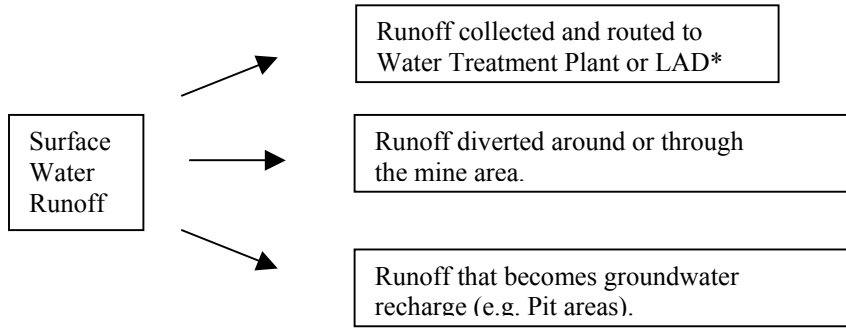 Runoff collected and routed to
Water Treatment Plant or LAD*
Surface
Water
Runoff
Runoff diverted around or through
the mine area.
Runoff that becomes groundwater
recharge (e.g. Pit areas).